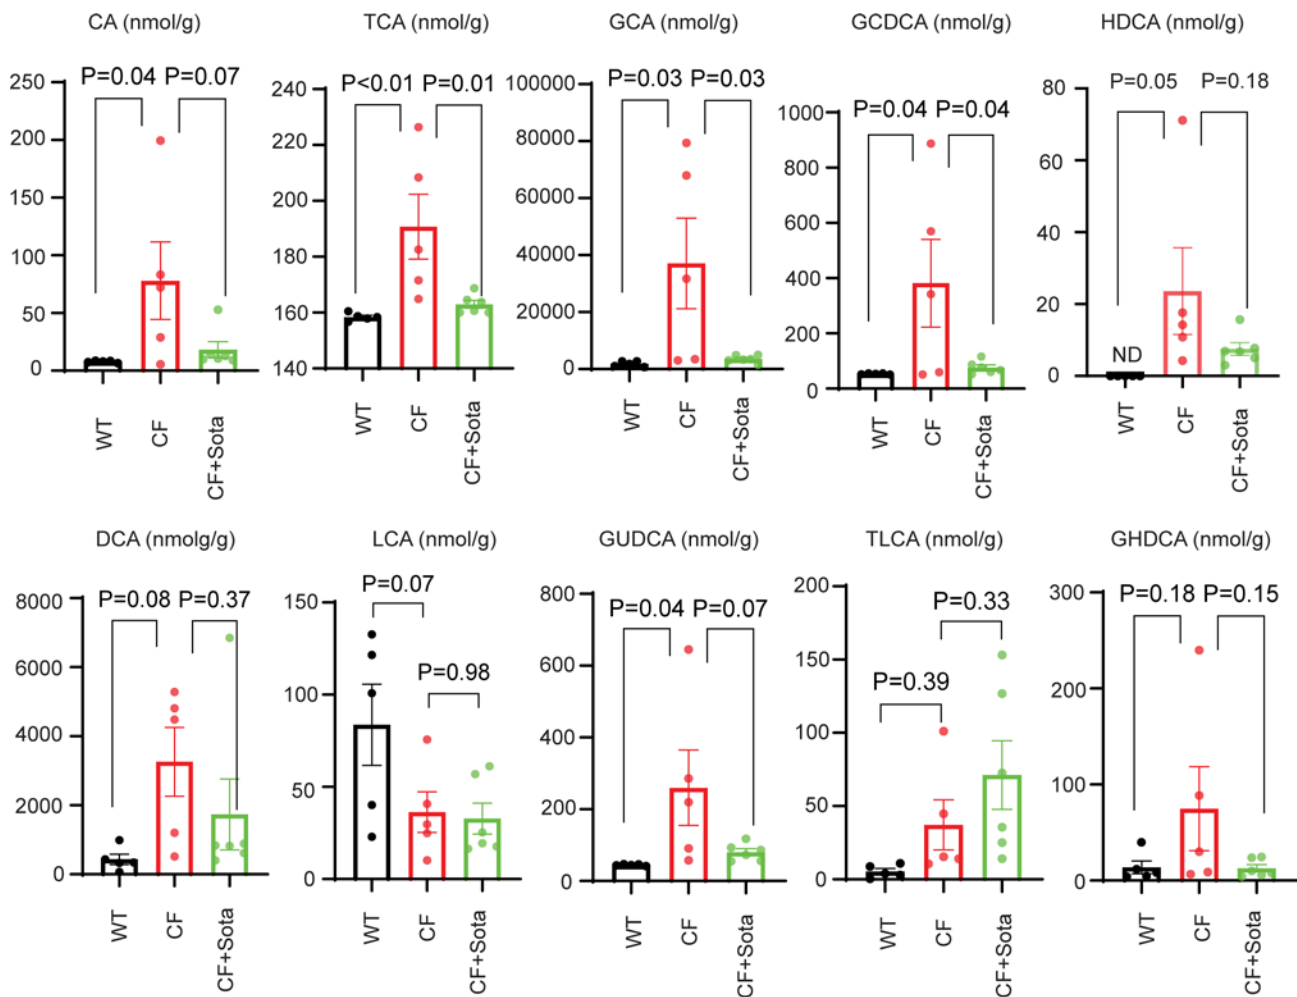 CA (nmol/g)
P=0.04 P=0.07
250
200
150
100
50
0
WT
CF
CF+Sota
TCA (nmol/g)
P<0.01 P=0.01
240
220
200
180
160
140
WT
CF
CF+Sota
GCA (nmol/g)
P=0.03 P=0.03
100000
80000
60000
40000
20000
0
WT
CF
CF+Sota
GCDCA (nmol/g)
P=0.04 P=0.04
1000
800
600
400
200
0
WT
CF
CF+Sota
HDCA (nmol/g)
P=0.05 P=0.18
80
60
40
20
0
ND
WT
CF
CF+Sota
DCA (nmolg/g)
P=0.08 P=0.37
8000
6000
4000
2000
0
WT
CF
CF+Sota
LCA (nmol/g)
P=0.07
P=0.98
150
100
50
0
WT
CF
CF+Sota
GUDCA (nmol/g)
P=0.04 P=0.07
800
600
400
200
0
WT
CF
CF+Sota
TLCA (nmol/g)
P=0.33
P=0.39
200
150
100
50
0
WT
CF
CF+Sota
GHDCA (nmol/g)
P=0.18 P=0.15
300
200
100
0
WT
CF
CF+Sota